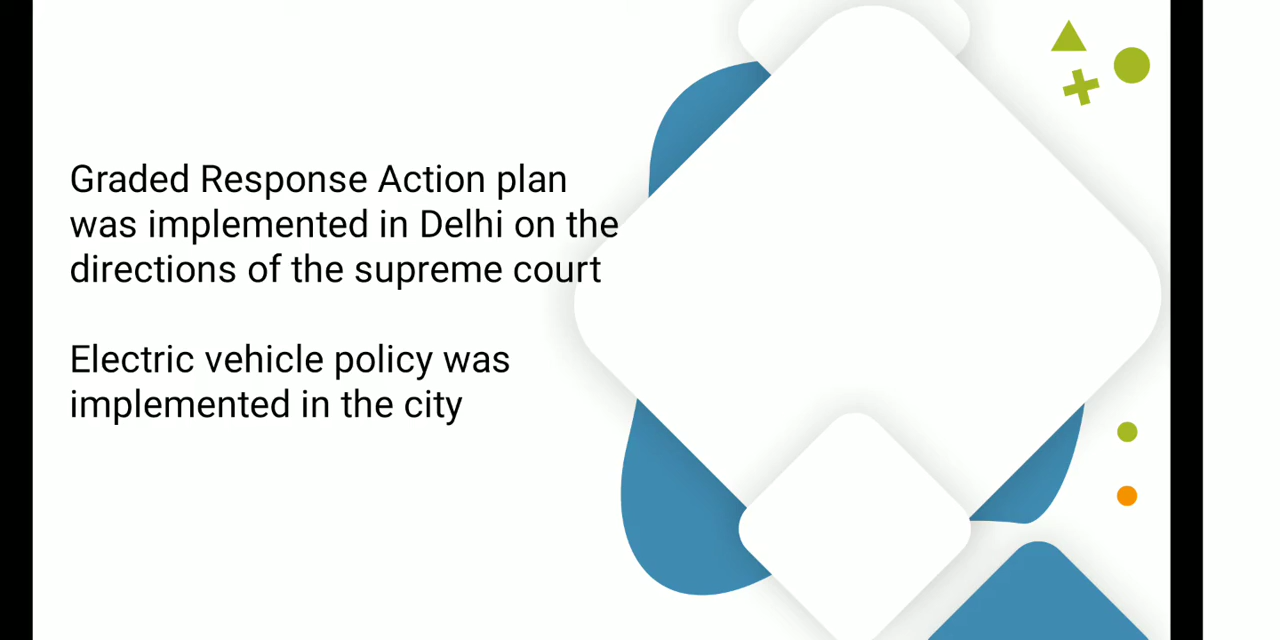 Graded Response Action plan
was implemented in Delhi on the
directions of the supreme court
Electric vehicle policy was
implemented in the city